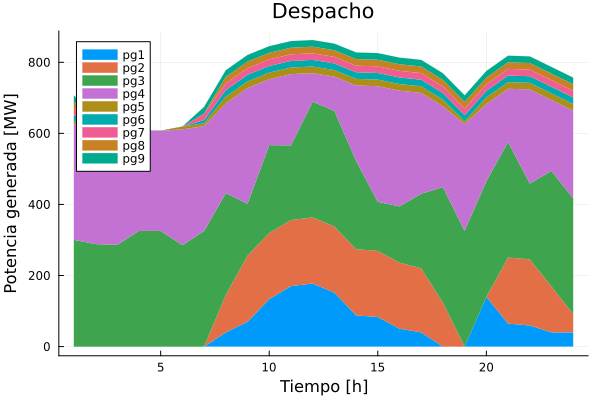 Despacho
Potencia generada [MW]
800
600
400
200
0
pg1
pg2
pg3
pg4
pg5
pg6
pg7
pg8
pg9
5 10 15 20
Tiempo [h]